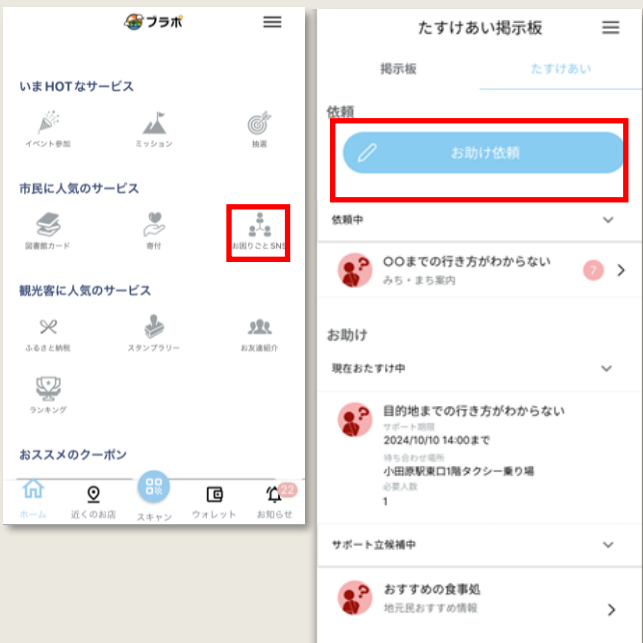 プラポ
いまHOTなサービス
イベント参加
ミッション
抽選
市民に人気のサービス
図書館カード
寄付
お困りごとSNS
観光客に人気のサービス
ふるさと納税
スタンプラリー
お友達紹介
ランキング
おススメのクーポン
ホーム
近くのお店
スキャン
ウォレット
22
お知らせ
たすけあい掲示板
掲示板
たすけあい
依頼
お助け依頼
依頼中
〇〇までの行き方がわからない
みち・まち案内
7
お助け
現在おたすけ中
目的地までの行き方がわからない
サポート期限
2024/10/10 14:00まで
待ち合わせ場所
小田原駅東口1階タクシー乗り場
必要人数
1
サポート立候補中
おすすめの食事処
地元民おすすめ情報